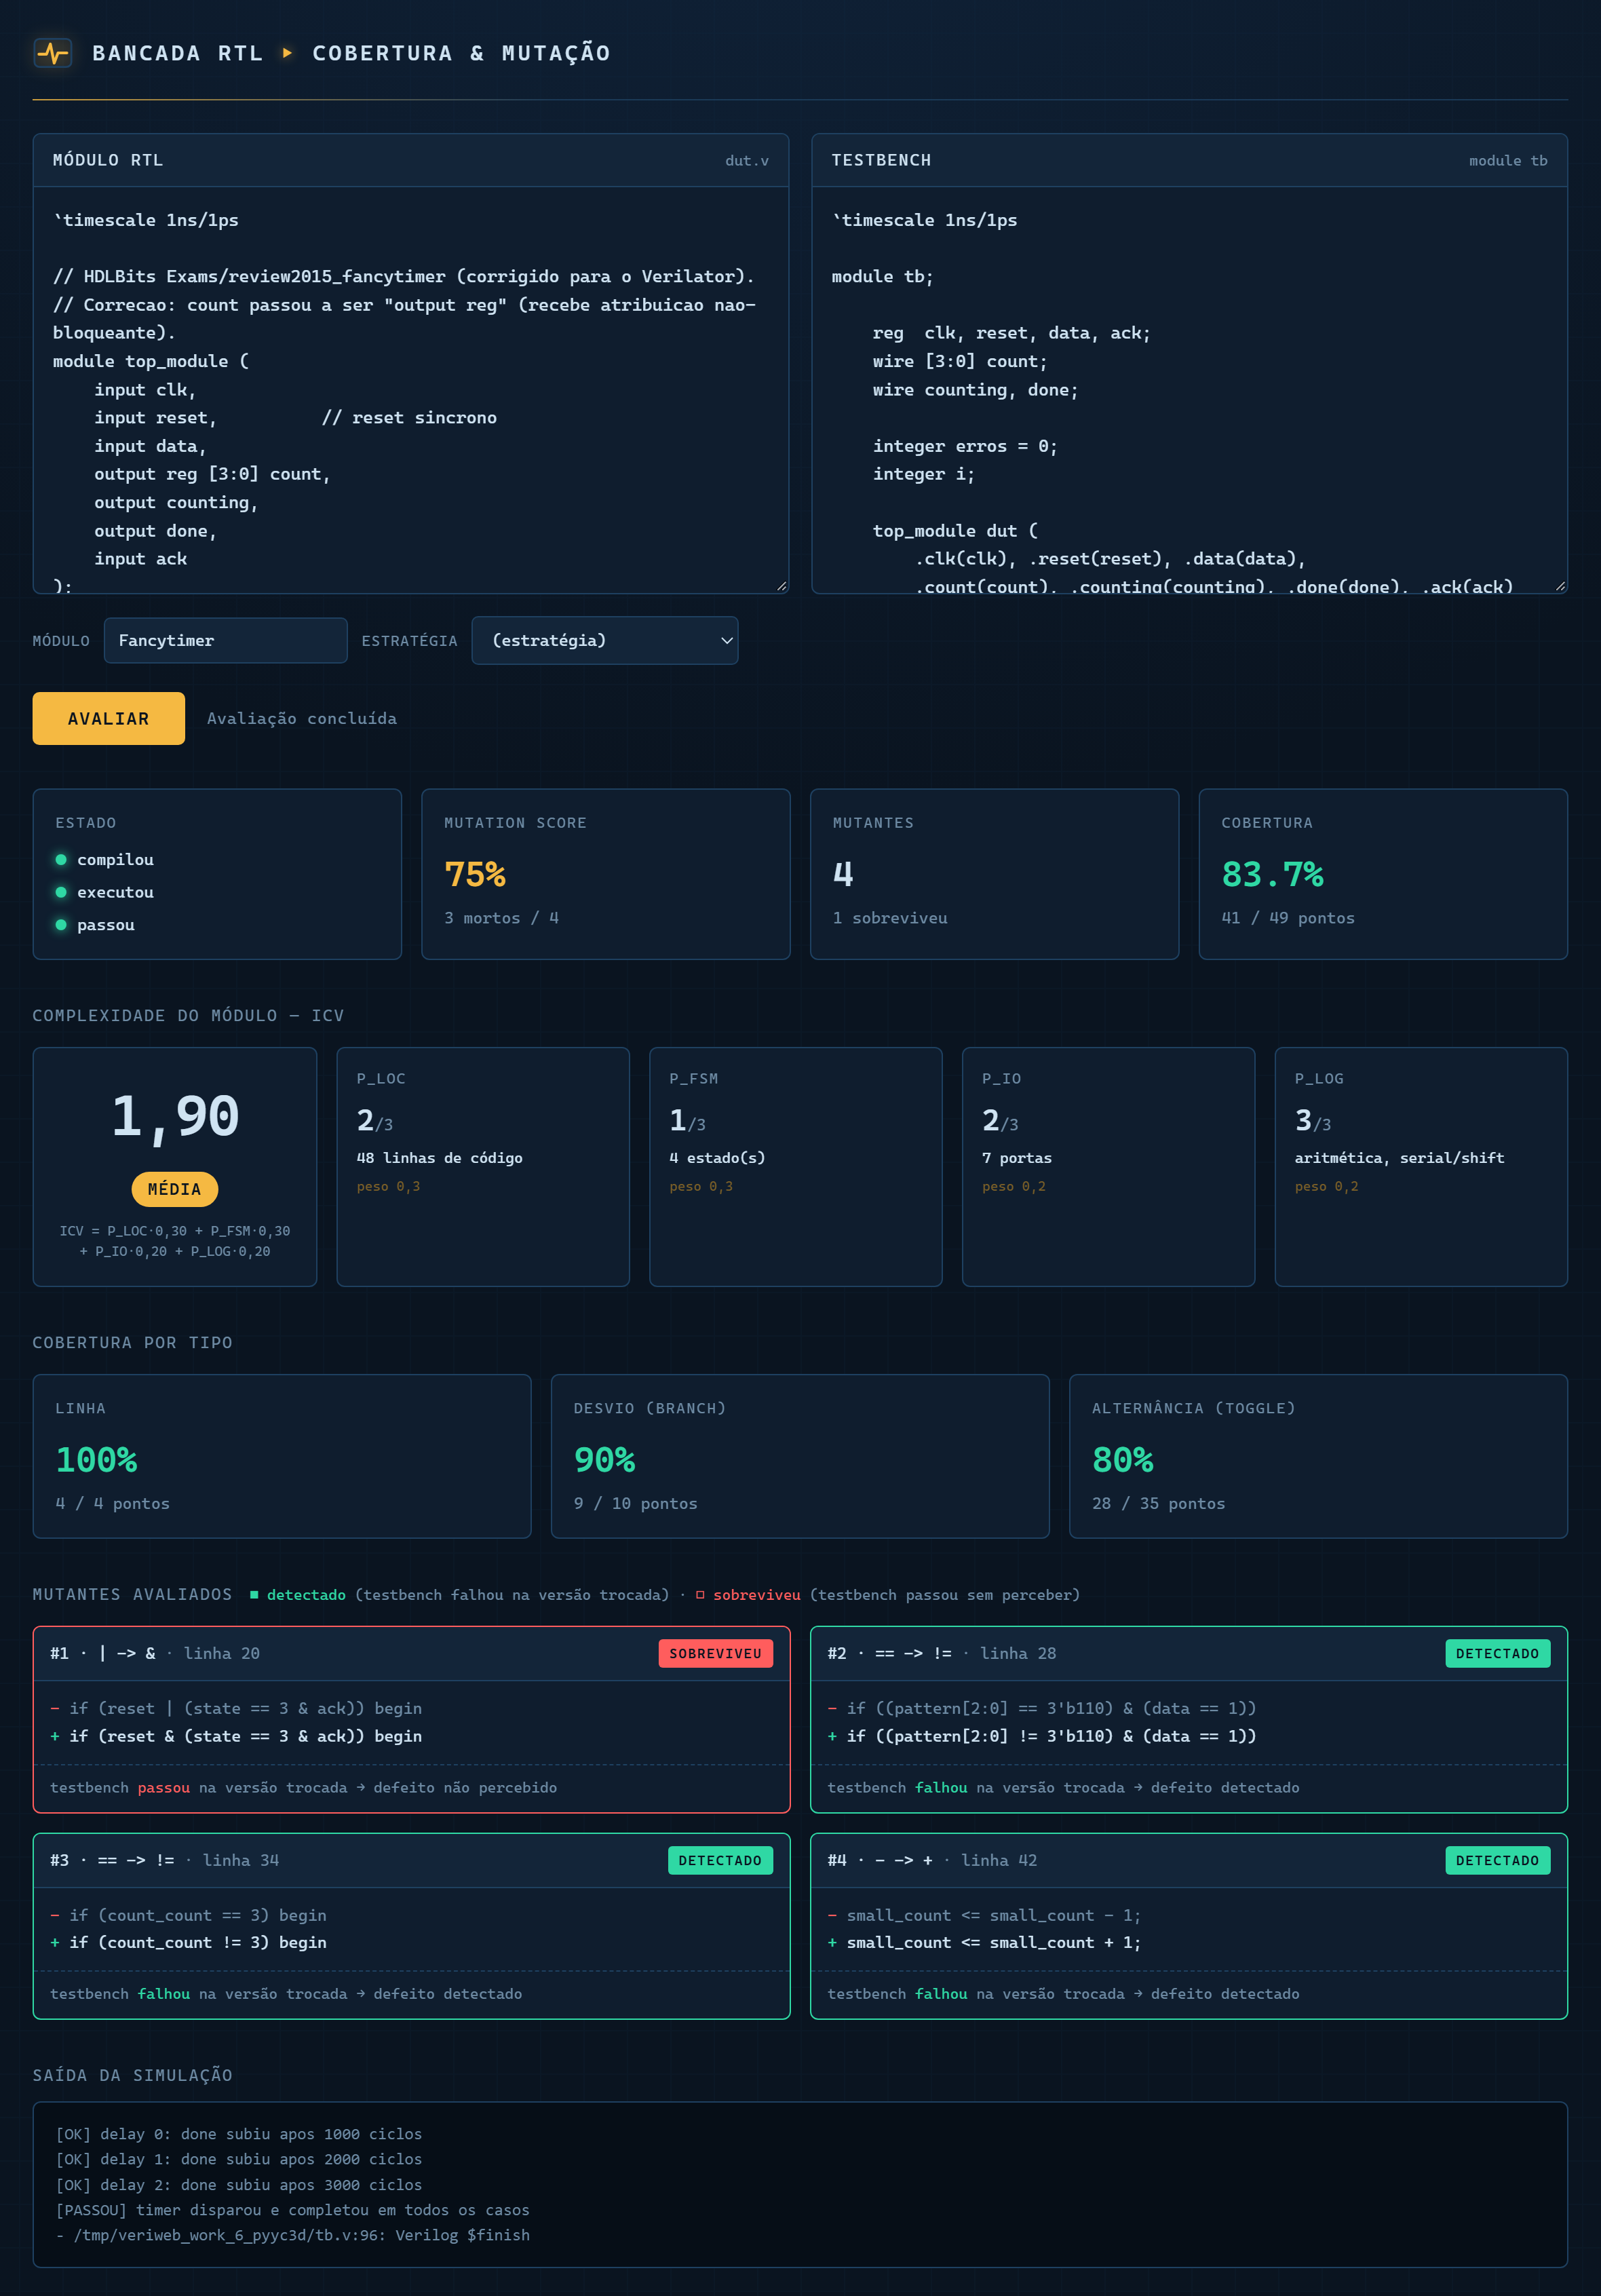 BANCADA RTL ▸ COBERTURA & MUTAÇÃO
MÓDULO RTL
dut.v
`timescale 1ns/1ps
// HDLBits Exams/review2015_fancytimer (corrigido para o Verilator).
// Correcao: count passou a ser "output reg" (recebe atribuicao nao-
bloqueante).
module top_module (
    input clk,
    input reset,          // reset sincrono
    input data,
    output reg [3:0] count,
    output counting,
    output done,
    input ack
);
TESTBENCH
module tb
`timescale 1ns/1ps
module tb;
    reg  clk, reset, data, ack;
    wire [3:0] count;
    wire counting, done;
    integer erros = 0;
    integer i;
    top_module dut (
        .clk(clk), .reset(reset), .data(data),
        .count(count), .counting(counting), .done(done), .ack(ack)
MÓDULO
Fancytimer
ESTRATÉGIA
(estratégia)
AVALIAR
Avaliação concluída
ESTADO
compilou
executou
passou
MUTATION SCORE
75%
3 mortos / 4
MUTANTES
4
1 sobreviveu
COBERTURA
83.7%
41 / 49 pontos
COMPLEXIDADE DO MÓDULO — ICV
1,90
MÉDIA
ICV = P_LOC·0,30 + P_FSM·0,30
+ P_IO·0,20 + P_LOG·0,20
P_LOC
2/3
48 linhas de código
peso 0,3
P_FSM
1/3
4 estado(s)
peso 0,3
P_IO
2/3
7 portas
peso 0,2
P_LOG
3/3
aritmética, serial/shift
peso 0,2
COBERTURA POR TIPO
LINHA
100%
4 / 4 pontos
DESVIO (BRANCH)
90%
9 / 10 pontos
ALTERNÂNCIA (TOGGLE)
80%
28 / 35 pontos
MUTANTES AVALIADOS ■ detectado (testbench falhou na versão trocada) · □ sobreviveu (testbench passou sem perceber)
#1 · | -> & · linha 20
SOBREVIVEU
- if (reset | (state == 3 & ack)) begin
+ if (reset & (state == 3 & ack)) begin
testbench passou na versão trocada → defeito não percebido
#2 · == -> != · linha 28
DETECTADO
- if ((pattern[2:0] == 3'b110) & (data == 1))
+ if ((pattern[2:0] != 3'b110) & (data == 1))
testbench falhou na versão trocada → defeito detectado
#3 · == -> != · linha 34
DETECTADO
- if (count_count == 3) begin
+ if (count_count != 3) begin
testbench falhou na versão trocada → defeito detectado
#4 · - -> + · linha 42
DETECTADO
- small_count <= small_count - 1;
+ small_count <= small_count + 1;
testbench falhou na versão trocada → defeito detectado
SAÍDA DA SIMULAÇÃO
[OK] delay 0: done subiu apos 1000 ciclos
[OK] delay 1: done subiu apos 2000 ciclos
[OK] delay 2: done subiu apos 3000 ciclos
[PASSOU] timer disparou e completou em todos os casos
- /tmp/veriweb_work_6_pyyc3d/tb.v:96: Verilog $finish